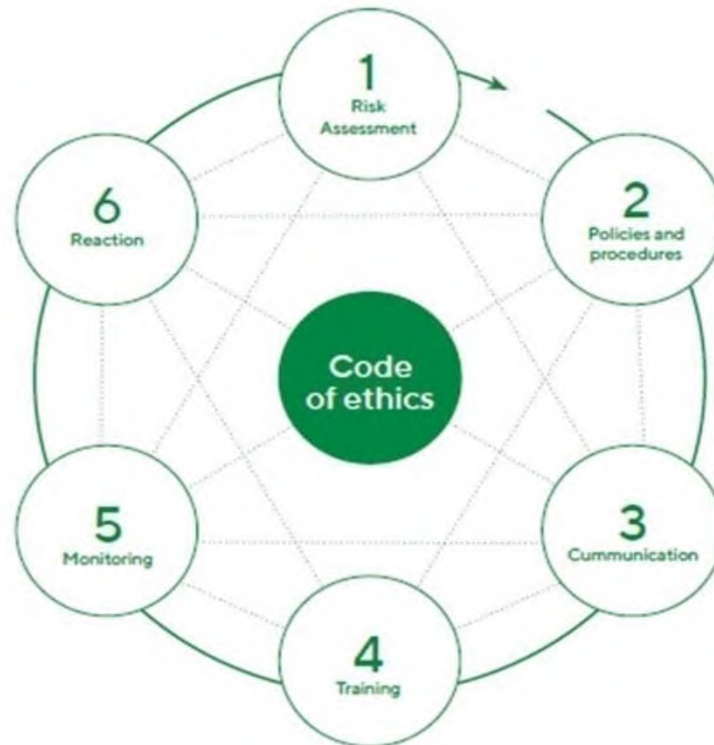 1
Risk
Assessment
2
Policies and
procedures
3
Cummunication
4
Training
5
Monitoring
6
Reaction
Code
of ethics